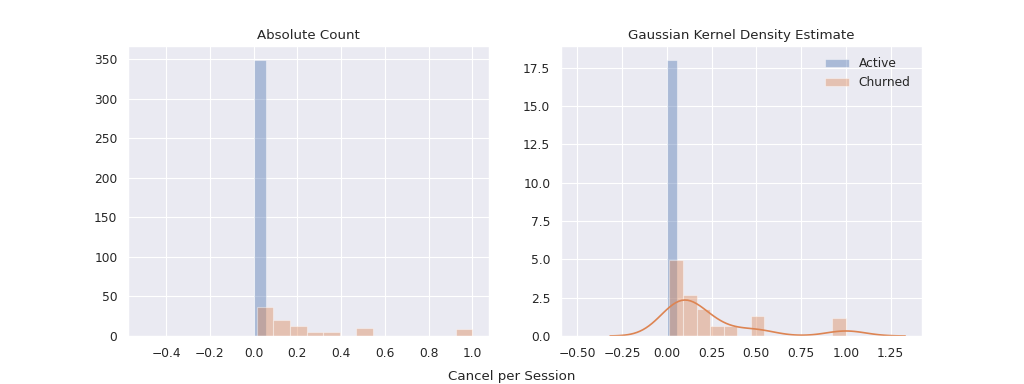 Absolute Count
Gaussian Kernel Density Estimate
350
300
250
200
150
100
50
0
−0.4 −0.2 0.0 0.2 0.4 0.6 0.8 1.0
17.5
15.0
12.5
10.0
7.5
5.0
2.5
0.0
−0.50 −0.25 0.00 0.25 0.50 0.75 1.00 1.25
Active
Churned
Cancel per Session